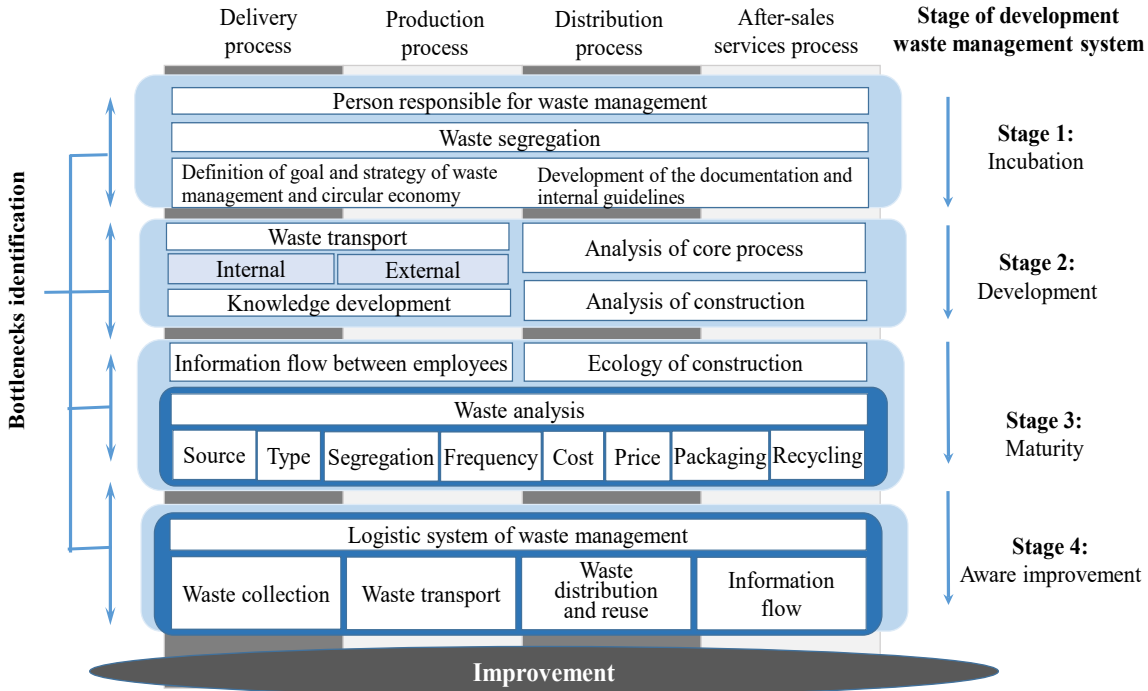 Delivery
process
Production
process
Distribution
process
After-sales
services process
Stage of development
waste management system
Bottlenecks identification
Person responsible for waste management
Waste segregation
Definition of goal and strategy of waste
management and circular economy
Development of the documentation and
internal guidelines
Stage 1:
Incubation
Waste transport
Internal
External
Knowledge development
Analysis of core process
Analysis of construction
Stage 2:
Development
Information flow between employees
Ecology of construction
Waste analysis
Source
Type
Segregation
Frequency
Cost
Price
Packaging
Recycling
Stage 3:
Maturity
Logistic system of waste management
Waste collection
Waste transport
Waste
distribution
and reuse
Information
flow
Stage 4:
Aware improvement
Improvement